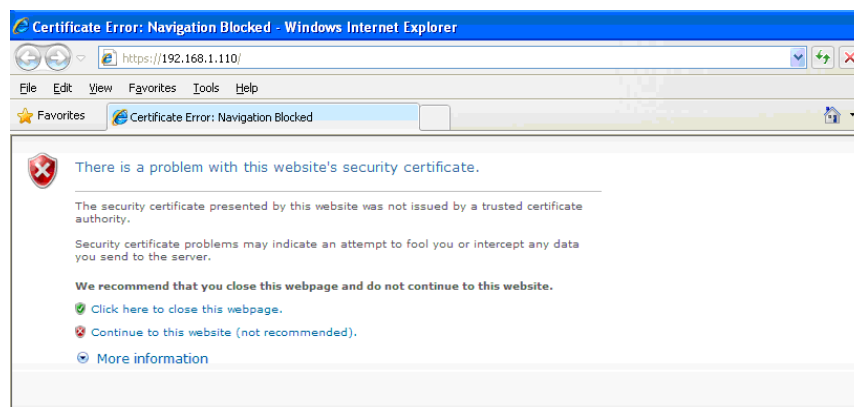 Certificate Error: Navigation Blocked - Windows Internet Explorer
https://192.168.1.110/
File Edit View Favorites Tools Help
Favorites Certificate Error: Navigation Blocked
There is a problem with this website's security certificate.
The security certificate presented by this website was not issued by a trusted certificate
authority.
Security certificate problems may indicate an attempt to fool you or intercept any data
you send to the server.
We recommend that you close this webpage and do not continue to this website.
Click here to close this webpage.
Continue to this website (not recommended).
More information